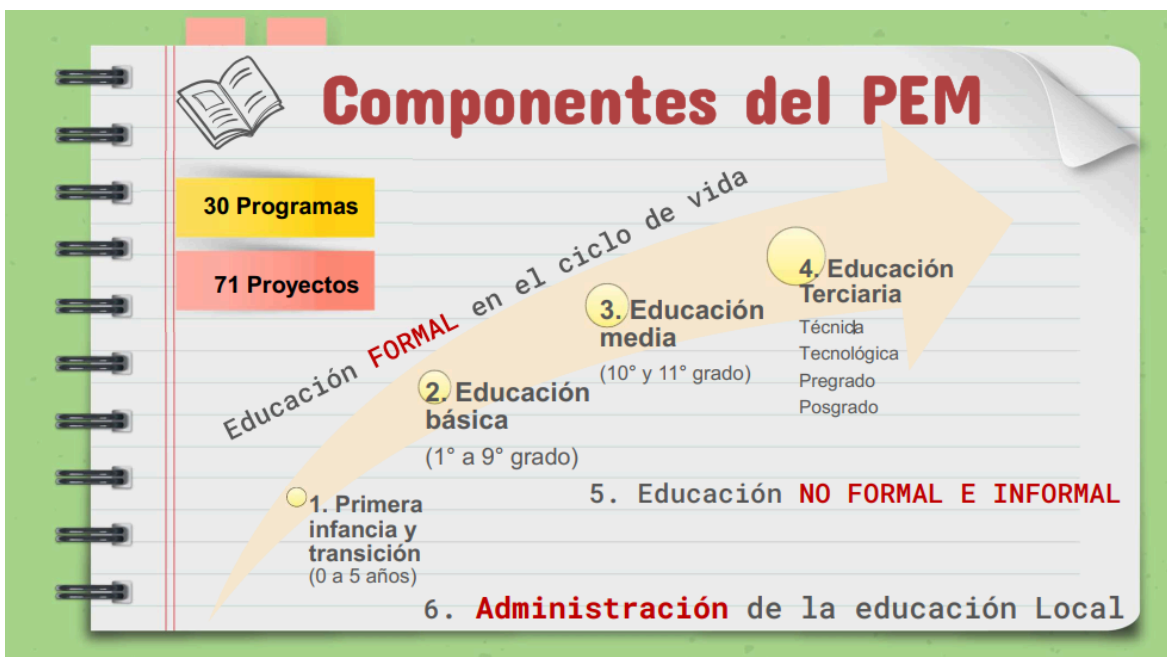 Componentes del PEM
30 Programas
71 Proyectos
Educación FORMAL en el ciclo de vida
1. Primera
infancia y
transición
(0 a 5 años)
2. Educación
básica
(1° a 9° grado)
3. Educación
media
(10° y 11° grado)
4. Educación
Terciaria
Técnica
Tecnológica
Pregrado
Posgrado
5. Educación NO FORMAL E INFORMAL
6. Administración de la educación Local